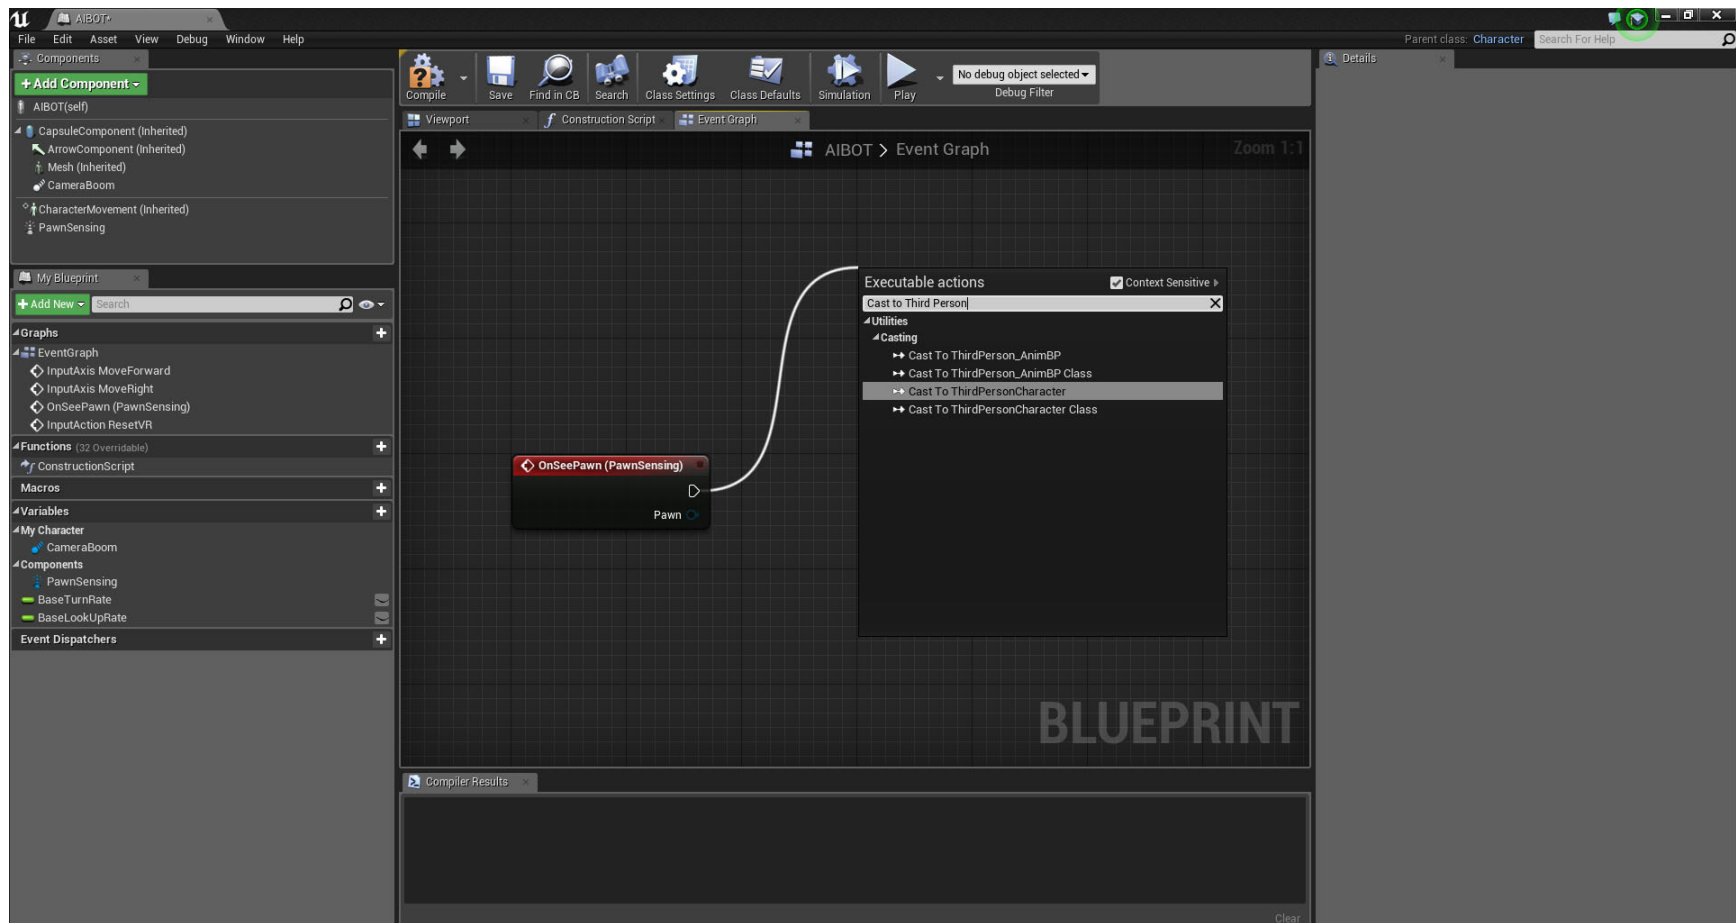 AIBOT*
File Edit Asset View Debug Window Help
Parent class: Character Search For Help
Components
+Add Component
AIBOT(self)
CapsuleComponent (Inherited)
ArrowComponent (Inherited)
Mesh (Inherited)
CameraBoom
CharacterMovement (Inherited)
PawnSensing
My Blueprint
+Add New Search
Graphs
EventGraph
InputAxis MoveForward
InputAxis MoveRight
OnSeePawn (PawnSensing)
InputAction ResetVR
Functions (32 Overridable)
ConstructionScript
Macros
Variables
My Character
CameraBoom
Components
PawnSensing
BaseTurnRate
BaseLookUpRate
Event Dispatchers
Compile Save Find in CB Search Class Settings Class Defaults Simulation Play
No debug object selected
Debug Filter
Viewport Construction Script Event Graph
AIBOT > Event Graph Zoom 1:1
OnSeePawn (PawnSensing)
Pawn
Executable actions Context Sensitive
Cast to Third Person
Utilities
Casting
Cast To ThirdPerson_AnimBP
Cast To ThirdPerson_AnimBP Class
Cast To ThirdPersonCharacter
Cast To ThirdPersonCharacter Class
BLUEPRINT
Compiler Results
Clear
Details